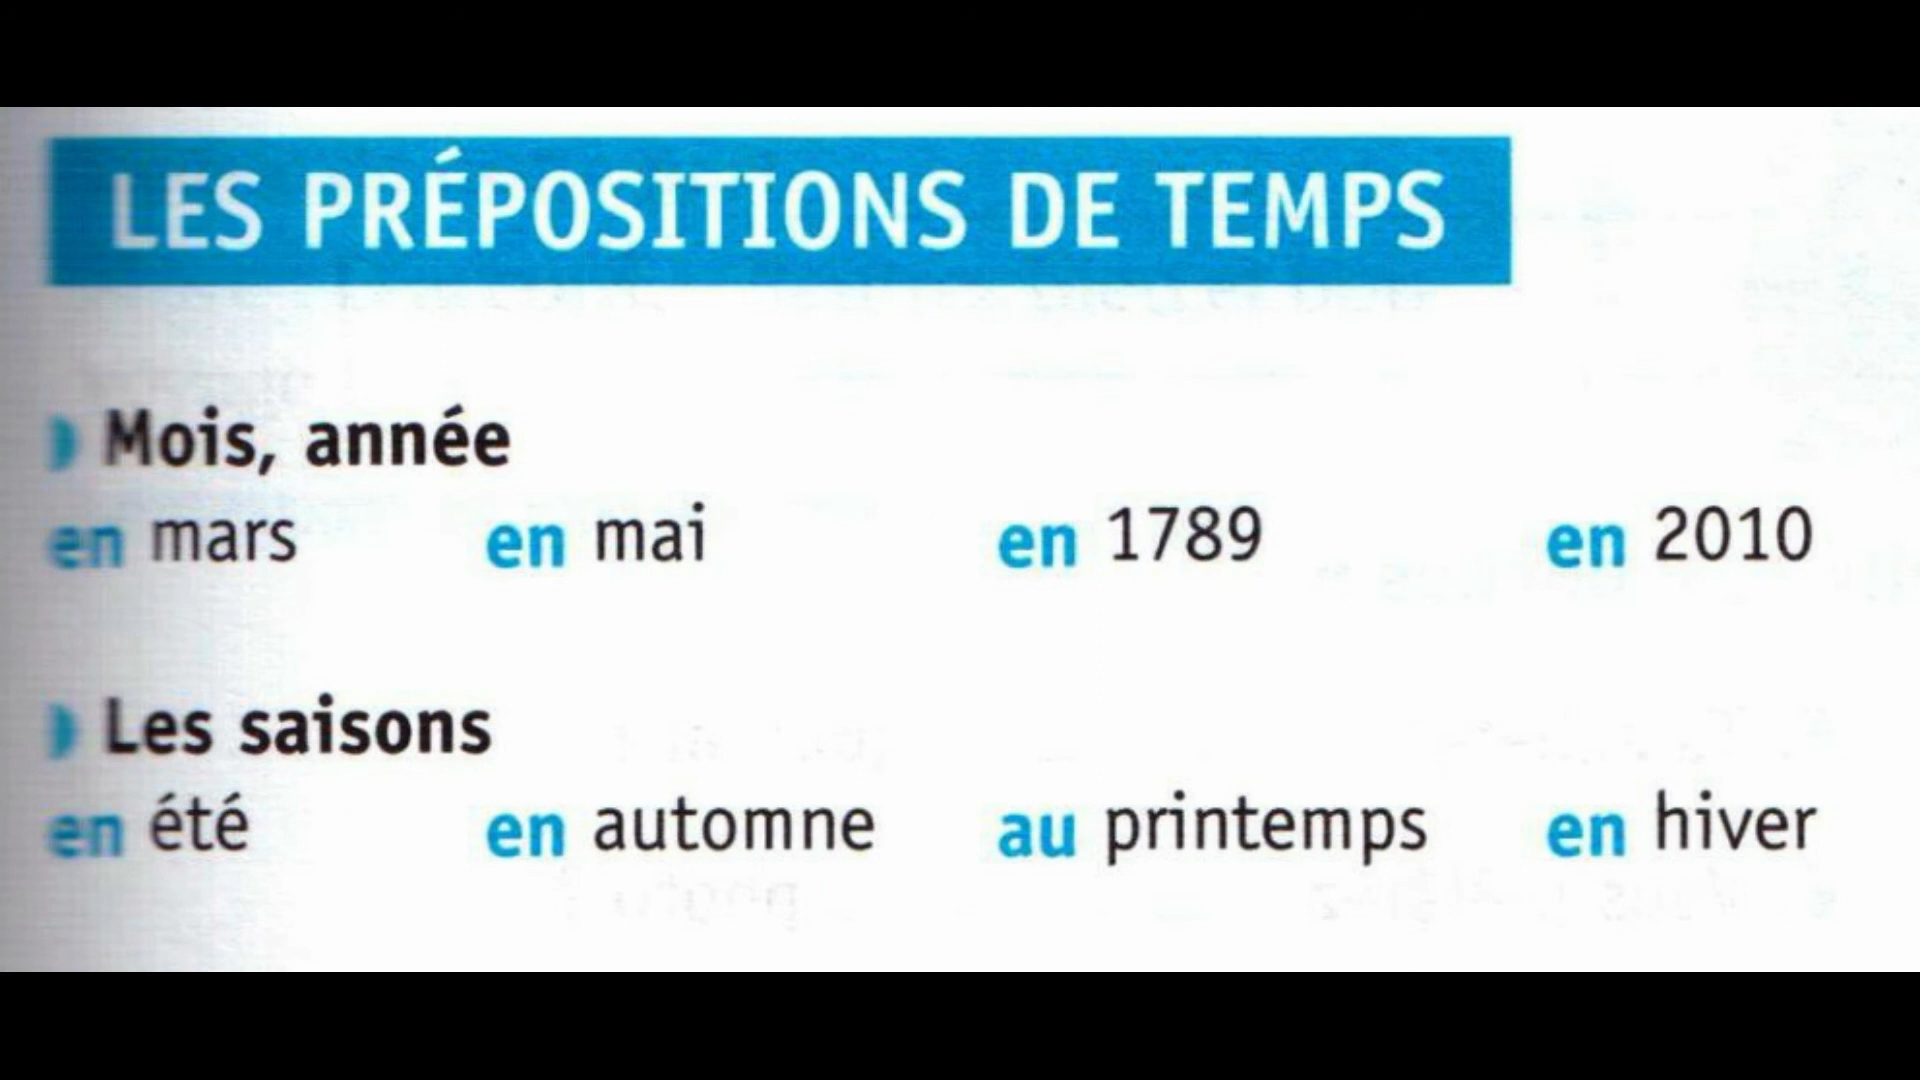 LES PRÉPOSITIONS DE TEMPS
Mois, année
en mars en mai en 1789 en 2010
Les saisons
en été en automne au printemps en hiver